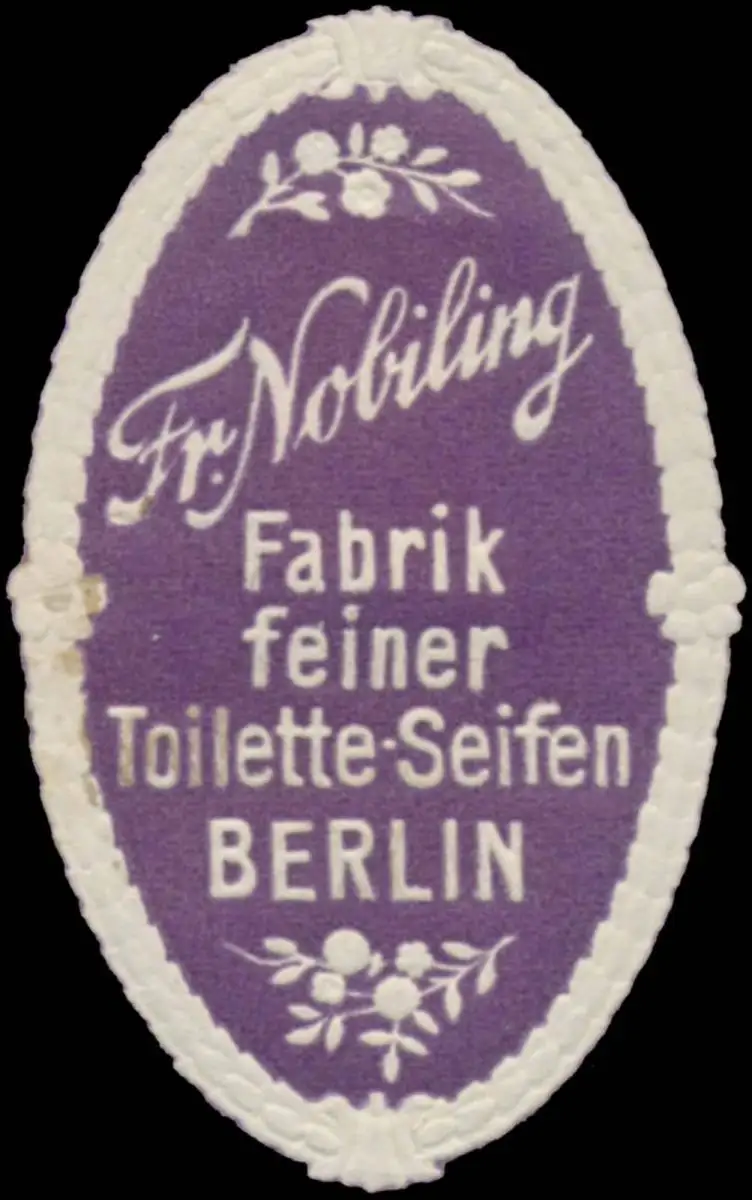 Fr. Nobiling
Fabrik
feiner
Toilette-Seifen
BERLIN